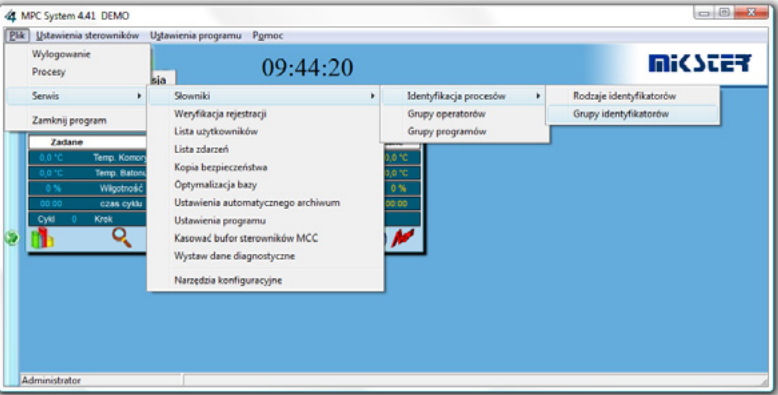 MPC System 4.41 DEMO
Plik Ustawienia sterowników Ustawienia programu Pomoc
09:44:20
MIKSTER
Wylogowanie
Procesy
Serwis
Zamknij program
sja
Słowniki
Weryfikacja rejestracji
Lista użytkowników
Lista zdarzeń
Kopia bezpieczeństwa
Optymalizacja bazy
Ustawienia automatycznego archiwum
Ustawienia programu
Kasować bufor sterowników MCC
Wystaw dane diagnostyczne
Narzędzia konfiguracyjne
Identyfikacja procesów
Grupy operatorów
Grupy programów
Rodzaje identyfikatorów
Grupy identyfikatorów
Zadane
0,0 °C Temp. Komory 0,0 °C
0,0 °C Temp. Batonu 0,0 °C
0 % Wilgotność 0 %
00:00 czas cyklu 00:00
Cykl 0 Krok
Administrator